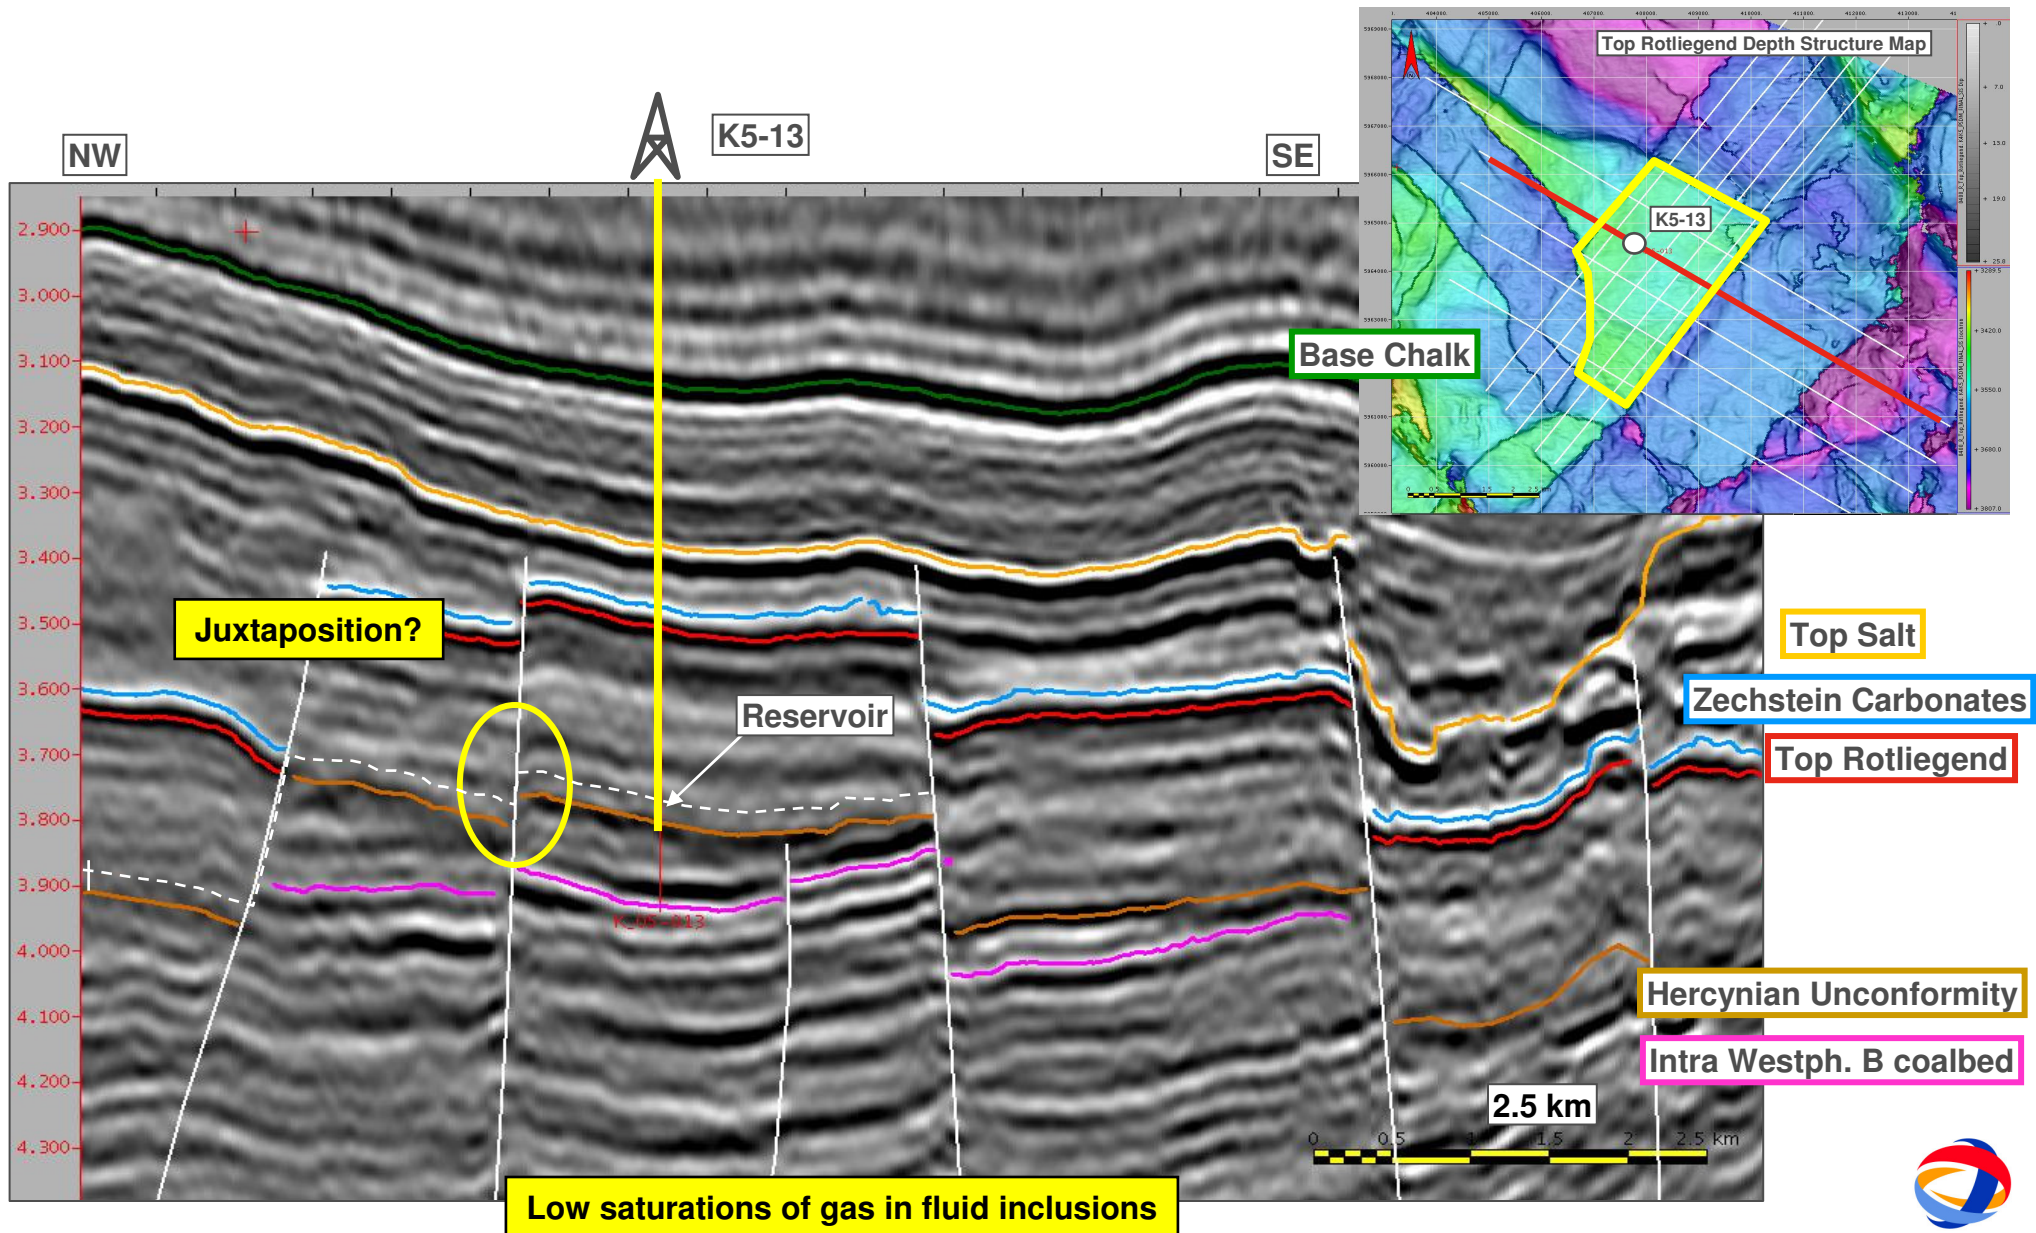 Top Rotliegend Depth Structure Map
K5-13
NW
SE
K5-13
Base Chalk
2.900
3.000
3.100
3.200
3.300
3.400
3.500
3.600
3.700
3.800
3.900
4.000
4.100
4.200
4.300
Juxtaposition?
Reservoir
Top Salt
Zechstein Carbonates
Top Rotliegend
K_05-013
Hercynian Unconformity
Intra Westph. B coalbed
2.5 km
0 0.5 1 1.5 2 2.5 km
Low saturations of gas in fluid inclusions